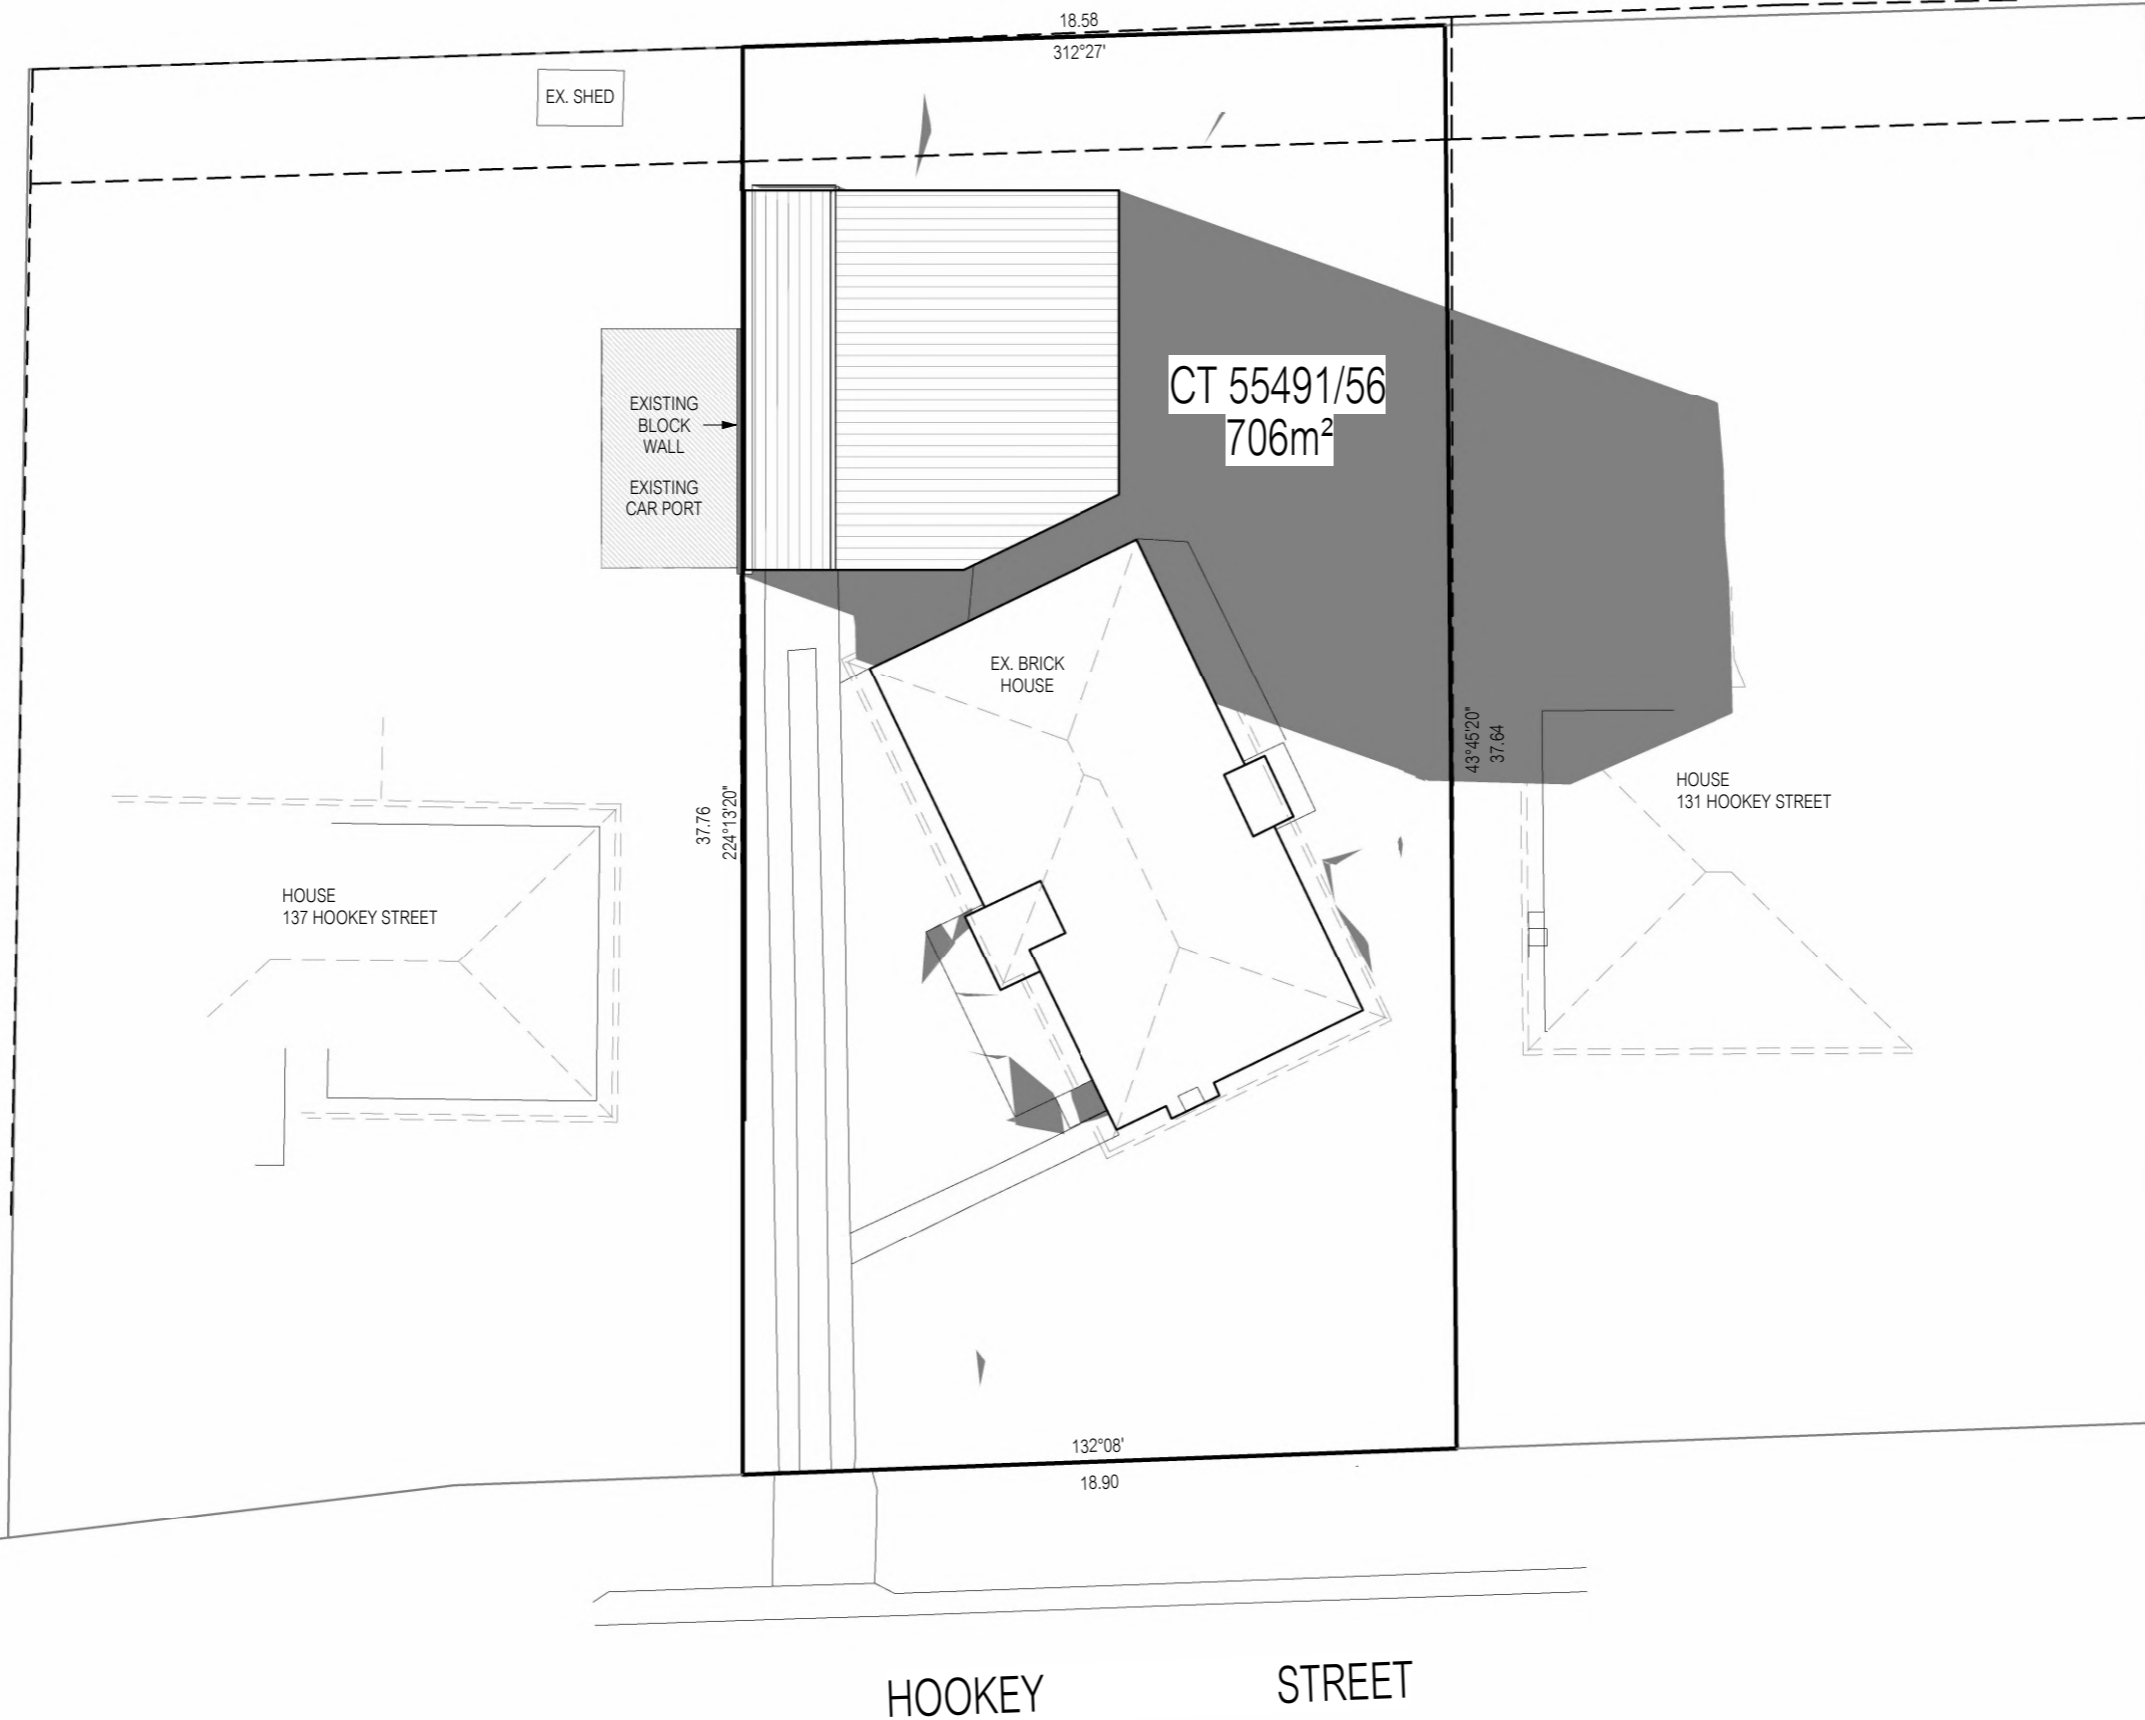 18.58
312°27'
EX. SHED
EXISTING
BLOCK
WALL
EXISTING
CAR PORT
CT 55491/56
706m²
EX. BRICK
HOUSE
43°45'20"
37.64
HOUSE
131 HOOKEY STREET
37.76
224°13'20"
HOUSE
137 HOOKEY STREET
132°08'
18.90
HOOKEY STREET